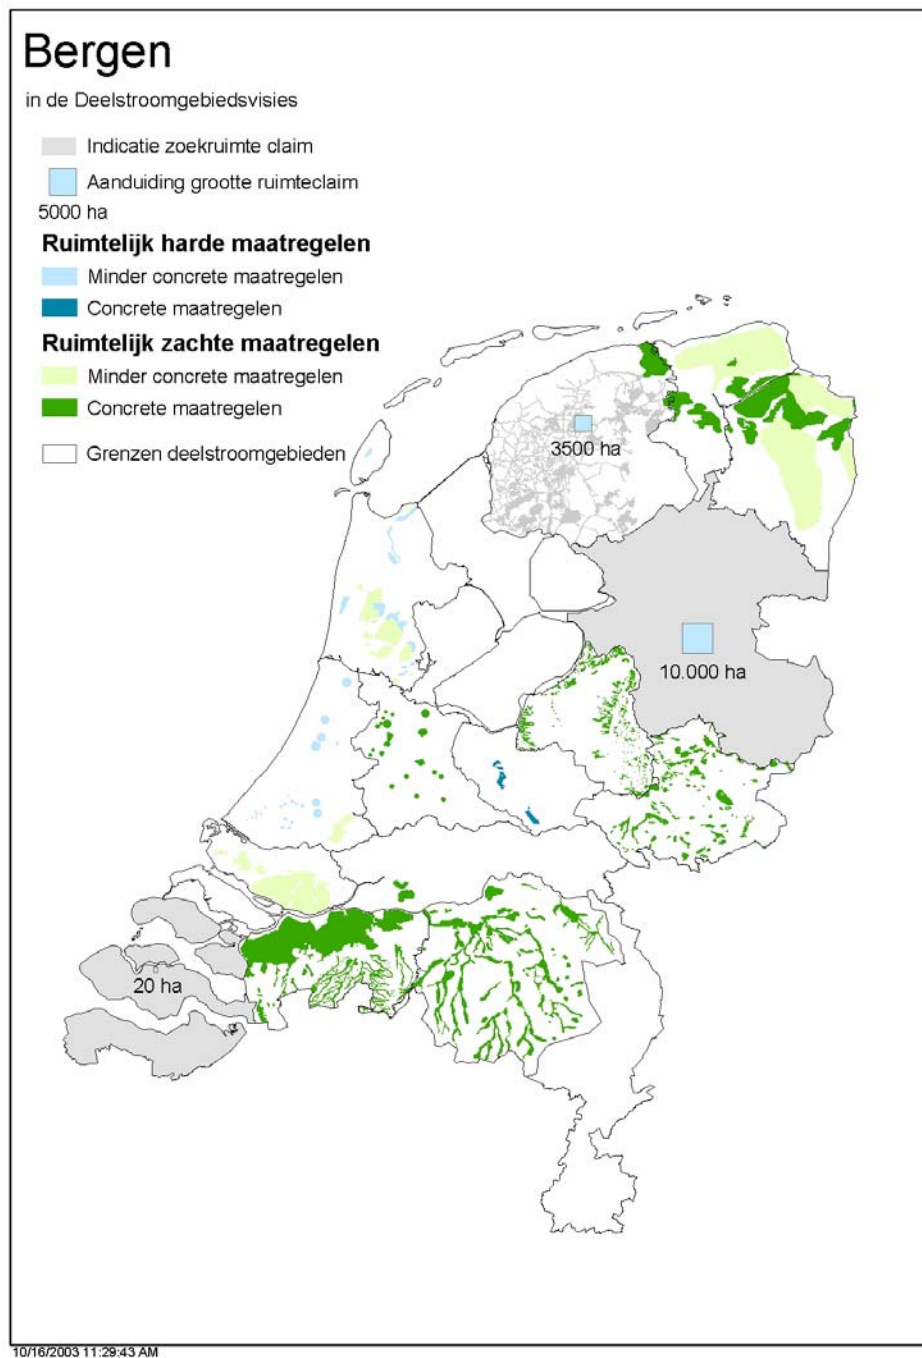 Bergen
in de Deelstroomgebiedsvisies
Indicatie zoekruimte claim
Aanduiding grootte ruimteclaim
5000 ha
Ruimtelijk harde maatregelen
Minder concrete maatregelen
Concrete maatregelen
Ruimtelijk zachte maatregelen
Minder concrete maatregelen
Concrete maatregelen
Grenzen deelstroomgebieden
3500 ha
10.000 ha
20 ha
10/16/2003 11:29:43 AM